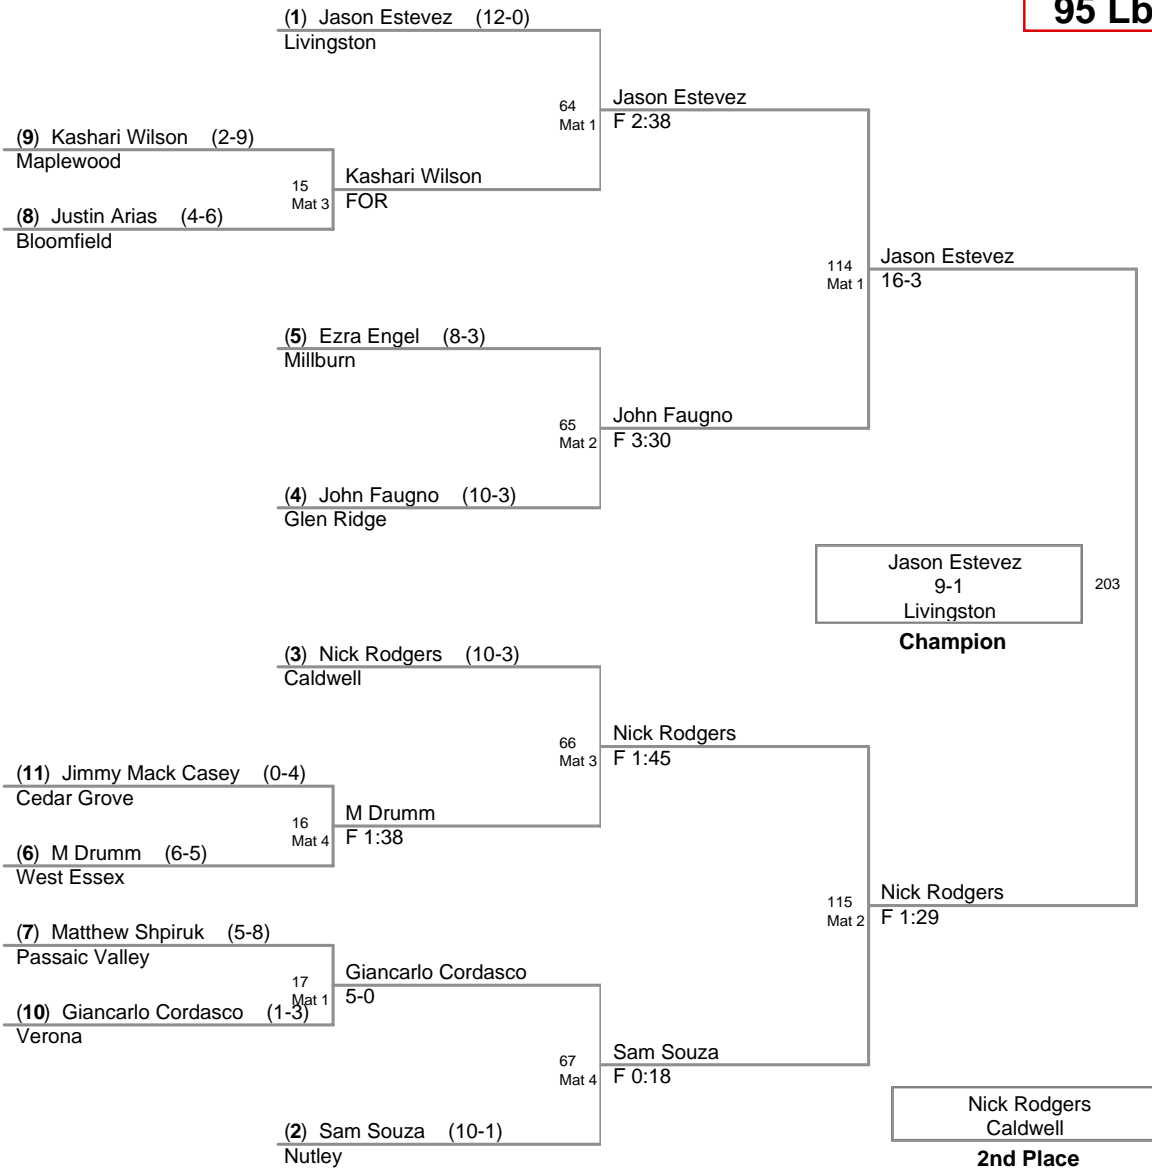 95 Lb
(1) Jason Estevez (12-0)
Livingston
64
Mat 1
Jason Estevez
F 2:38
(9) Kashari Wilson (2-9)
Maplewood
15
Mat 3
Kashari Wilson
FOR
(8) Justin Arias (4-6)
Bloomfield
114
Mat 1
Jason Estevez
16-3
(5) Ezra Engel (8-3)
Millburn
65
Mat 2
John Faugno
F 3:30
(4) John Faugno (10-3)
Glen Ridge
Jason Estevez
9-1
Livingston
203
Champion
(3) Nick Rodgers (10-3)
Caldwell
66
Mat 3
Nick Rodgers
F 1:45
(11) Jimmy Mack Casey (0-4)
Cedar Grove
16
Mat 4
M Drumm
F 1:38
(6) M Drumm (6-5)
West Essex
115
Mat 2
Nick Rodgers
F 1:29
(7) Matthew Shpiruk (5-8)
Passaic Valley
17
Mat 1
Giancarlo Cordasco
5-0
(10) Giancarlo Cordasco (1-3)
Verona
67
Mat 4
Sam Souza
F 0:18
(2) Sam Souza (10-1)
Nutley
Nick Rodgers
Caldwell
2nd Place